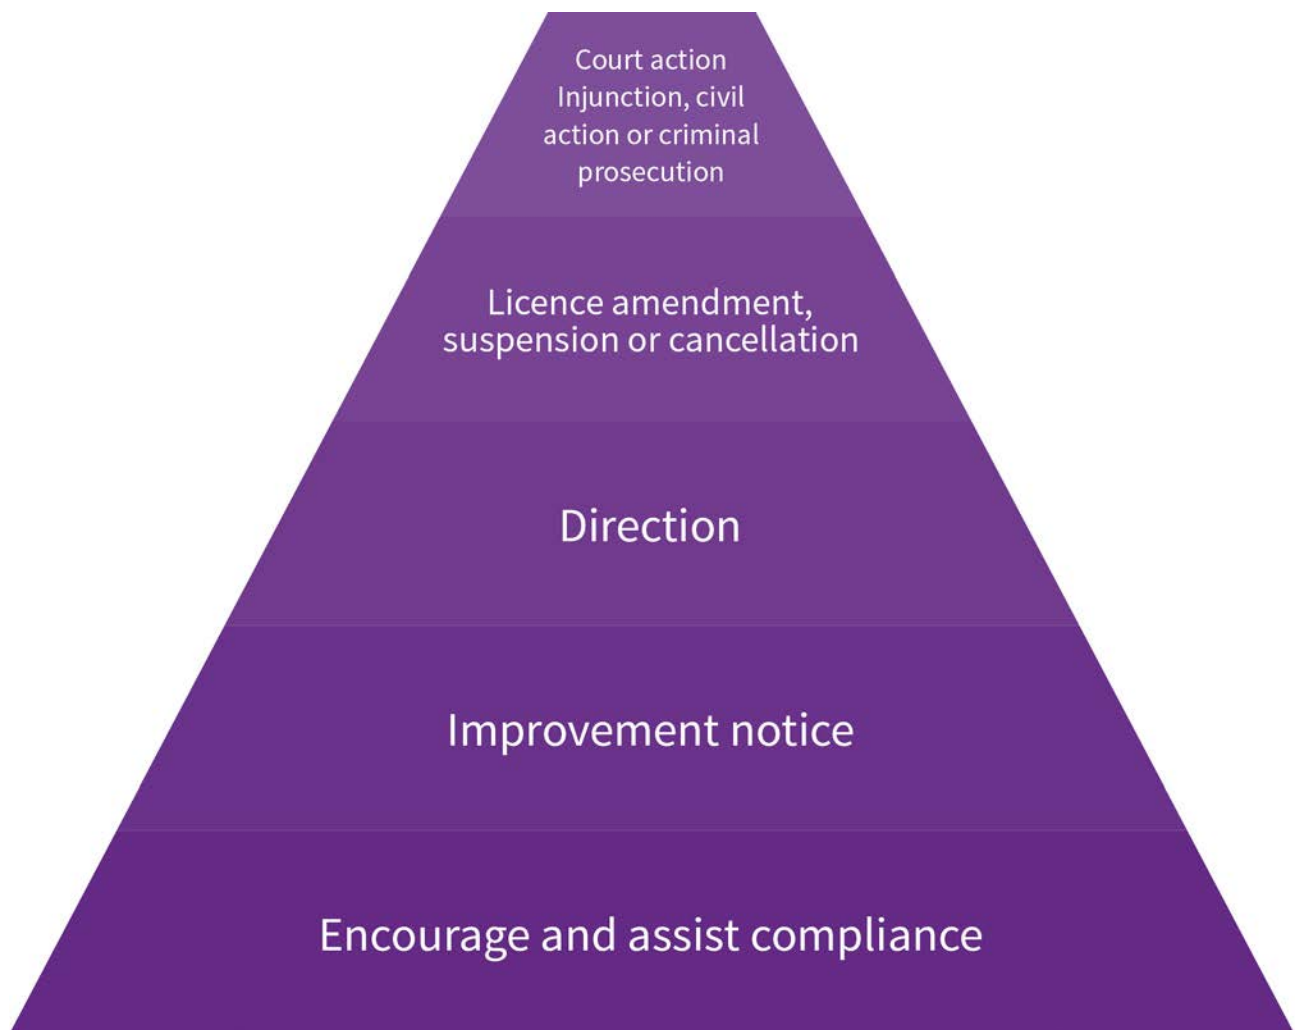 Court action
Injunction, civil
action or criminal
prosecution
Licence amendment,
suspension or cancellation
Direction
Improvement notice
Encourage and assist compliance